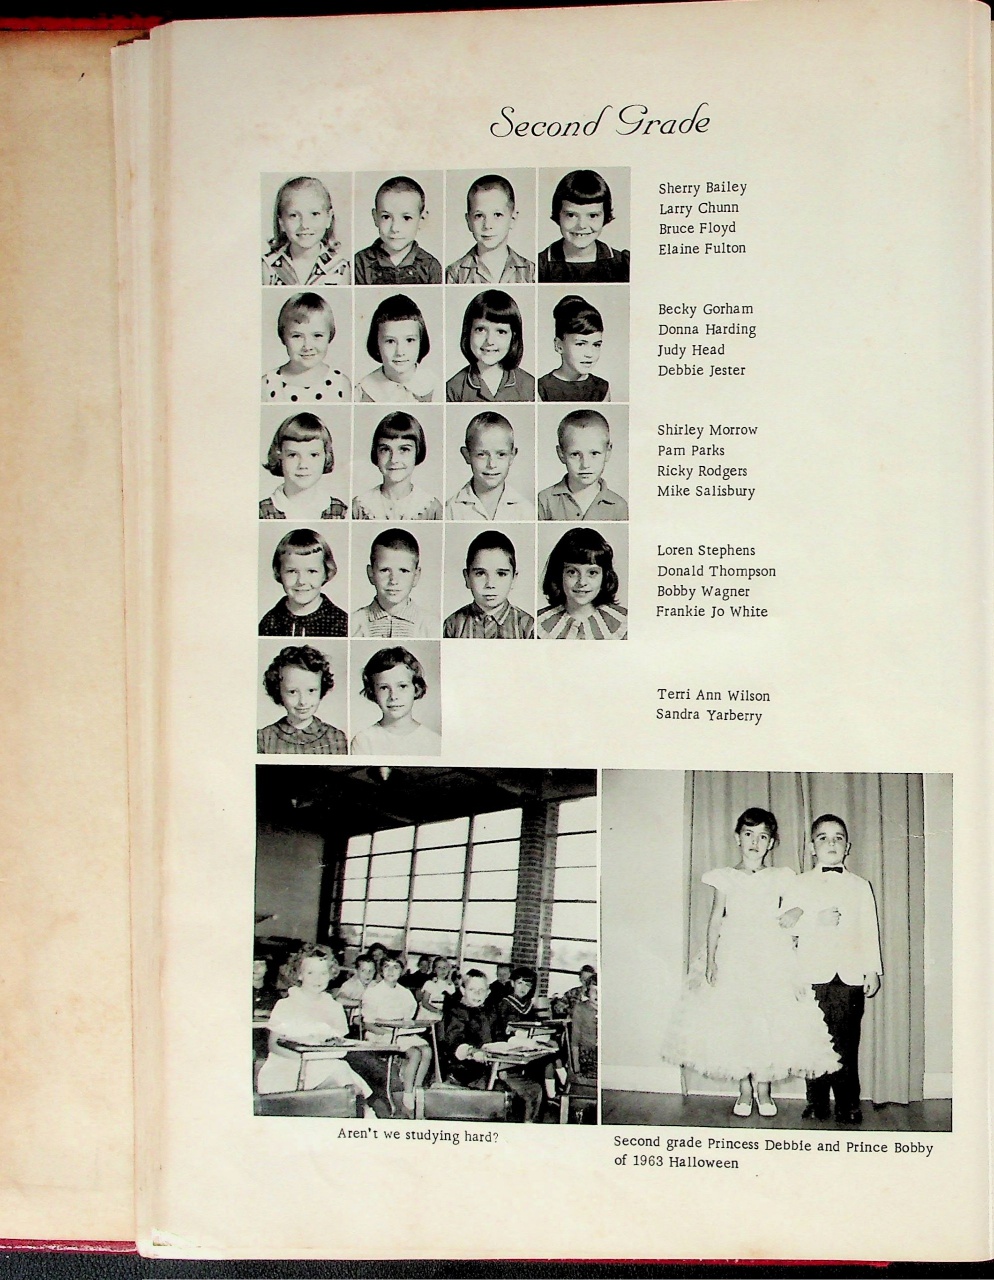 Second Grade
Sherry Bailey
Larry Chunn
Bruce Floyd
Elaine Fulton
Becky Gorham
Donna Harding
Judy Head
Debbie Jester
Shirley Morrow
Pam Parks
Ricky Rodgers
Mike Salisbury
Loren Stephens
Donald Thompson
Bobby Wagner
Frankie Jo White
Terri Ann Wilson
Sandra Yarberry
Aren't we studying hard?
Second grade Princess Debbie and Prince Bobby
of 1963 Halloween